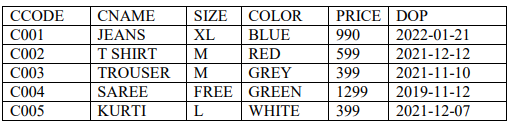 CCODE CNAME SIZE COLOR PRICE DOP
C001 JEANS XL BLUE 990 2022-01-21
C002 T SHIRT M RED 599 2021-12-12
C003 TROUSER M GREY 399 2021-11-10
C004 SAREE FREE GREEN 1299 2019-11-12
C005 KURTI L WHITE 399 2021-12-07